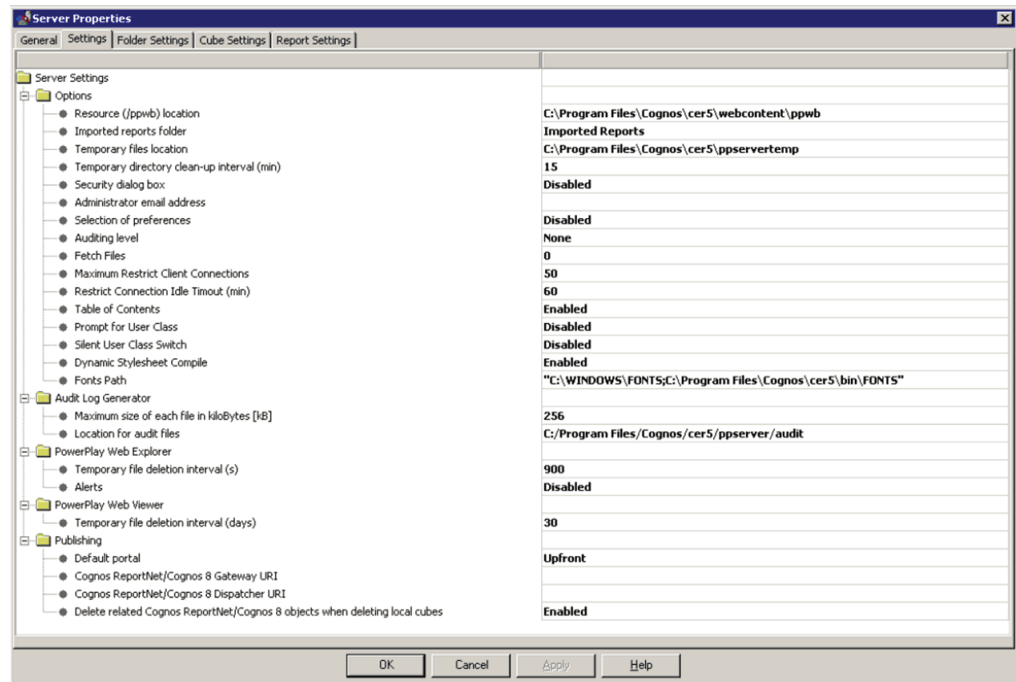 Server Properties
General Settings Folder Settings Cube Settings Report Settings
Server Settings
Options
Resource (/ppwb) location C:\Program Files\Cognos\cer5\webcontent\ppwb
Imported reports folder Imported Reports
Temporary files location C:\Program Files\Cognos\cer5\ppservertemp
Temporary directory clean-up interval (min) 15
Security dialog box Disabled
Administrator email address
Selection of preferences Disabled
Auditing level None
Fetch Files 0
Maximum Restrict Client Connections 50
Restrict Connection Idle Timout (min) 60
Table of Contents Enabled
Prompt for User Class Disabled
Silent User Class Switch Disabled
Dynamic Stylesheet Compile Enabled
Fonts Path "C:\WINDOWS\FONTS;C:\Program Files\Cognos\cer5\bin\FONTS"
Audit Log Generator
Maximum size of each file in kiloBytes [kB] 256
Location for audit files C:/Program Files/Cognos/cer5/ppserver/audit
PowerPlay Web Explorer
Temporary file deletion interval (s) 900
Alerts Disabled
PowerPlay Web Viewer
Temporary file deletion interval (days) 30
Publishing
Default portal Upfront
Cognos ReportNet/Cognos 8 Gateway URI
Cognos ReportNet/Cognos 8 Dispatcher URI
Delete related Cognos ReportNet/Cognos 8 objects when deleting local cubes Enabled
OK Cancel Apply Help